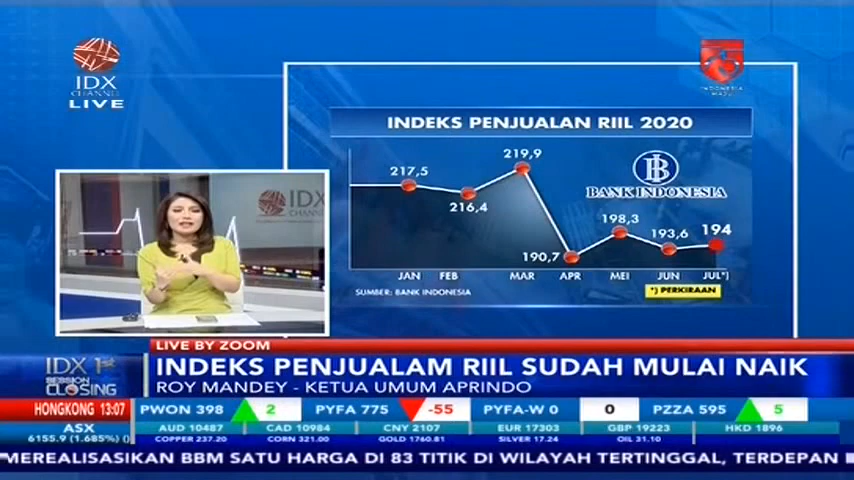 IDX
CHANNEL
LIVE
75
INDONESIA
MAJU
INDEKS PENJUALAN RIIL 2020
217,5
216,4
219,9
190,7
198,3
193,6
194
BANK INDONESIA
JAN FEB MAR APR MEI JUN JUL*)
SUMBER: BANK INDONESIA
*) PERKIRAAN
IDX
CHANNEL
LIVE BY ZOOM
IDX 1st
SESSION
CLOSING
INDEKS PENJUALAM RIIL SUDAH MULAI NAIK
ROY MANDEY - KETUA UMUM APRINDO
HONGKONG 13:07 PWON 398 2 PYFA 775 -55 PYFA-W 0 0 PZZA 595 5
ASX AUD 10487 CAD 10984 CNY 2107 EUR 17303 GBP 19223 HKD 1896
6155.9 (1.685%) () COPPER 237.20 CORN 321.00 GOLD 1760.81 SILVER 17.24 OIL 31.10
MEREALISASIKAN BBM SATU HARGA DI 83 TITIK DI WILAYAH TERTINGGAL, TERDEPAN